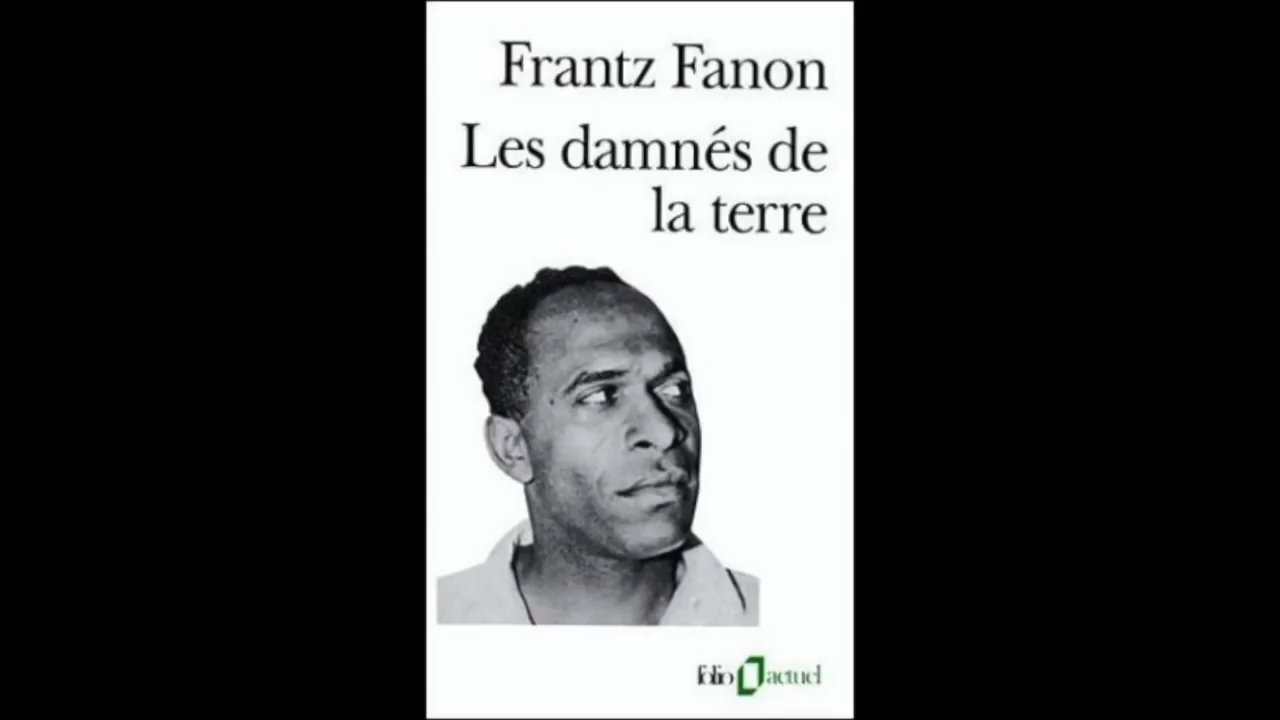 Frantz Fanon
Les damnés de
la terre
folio actuel